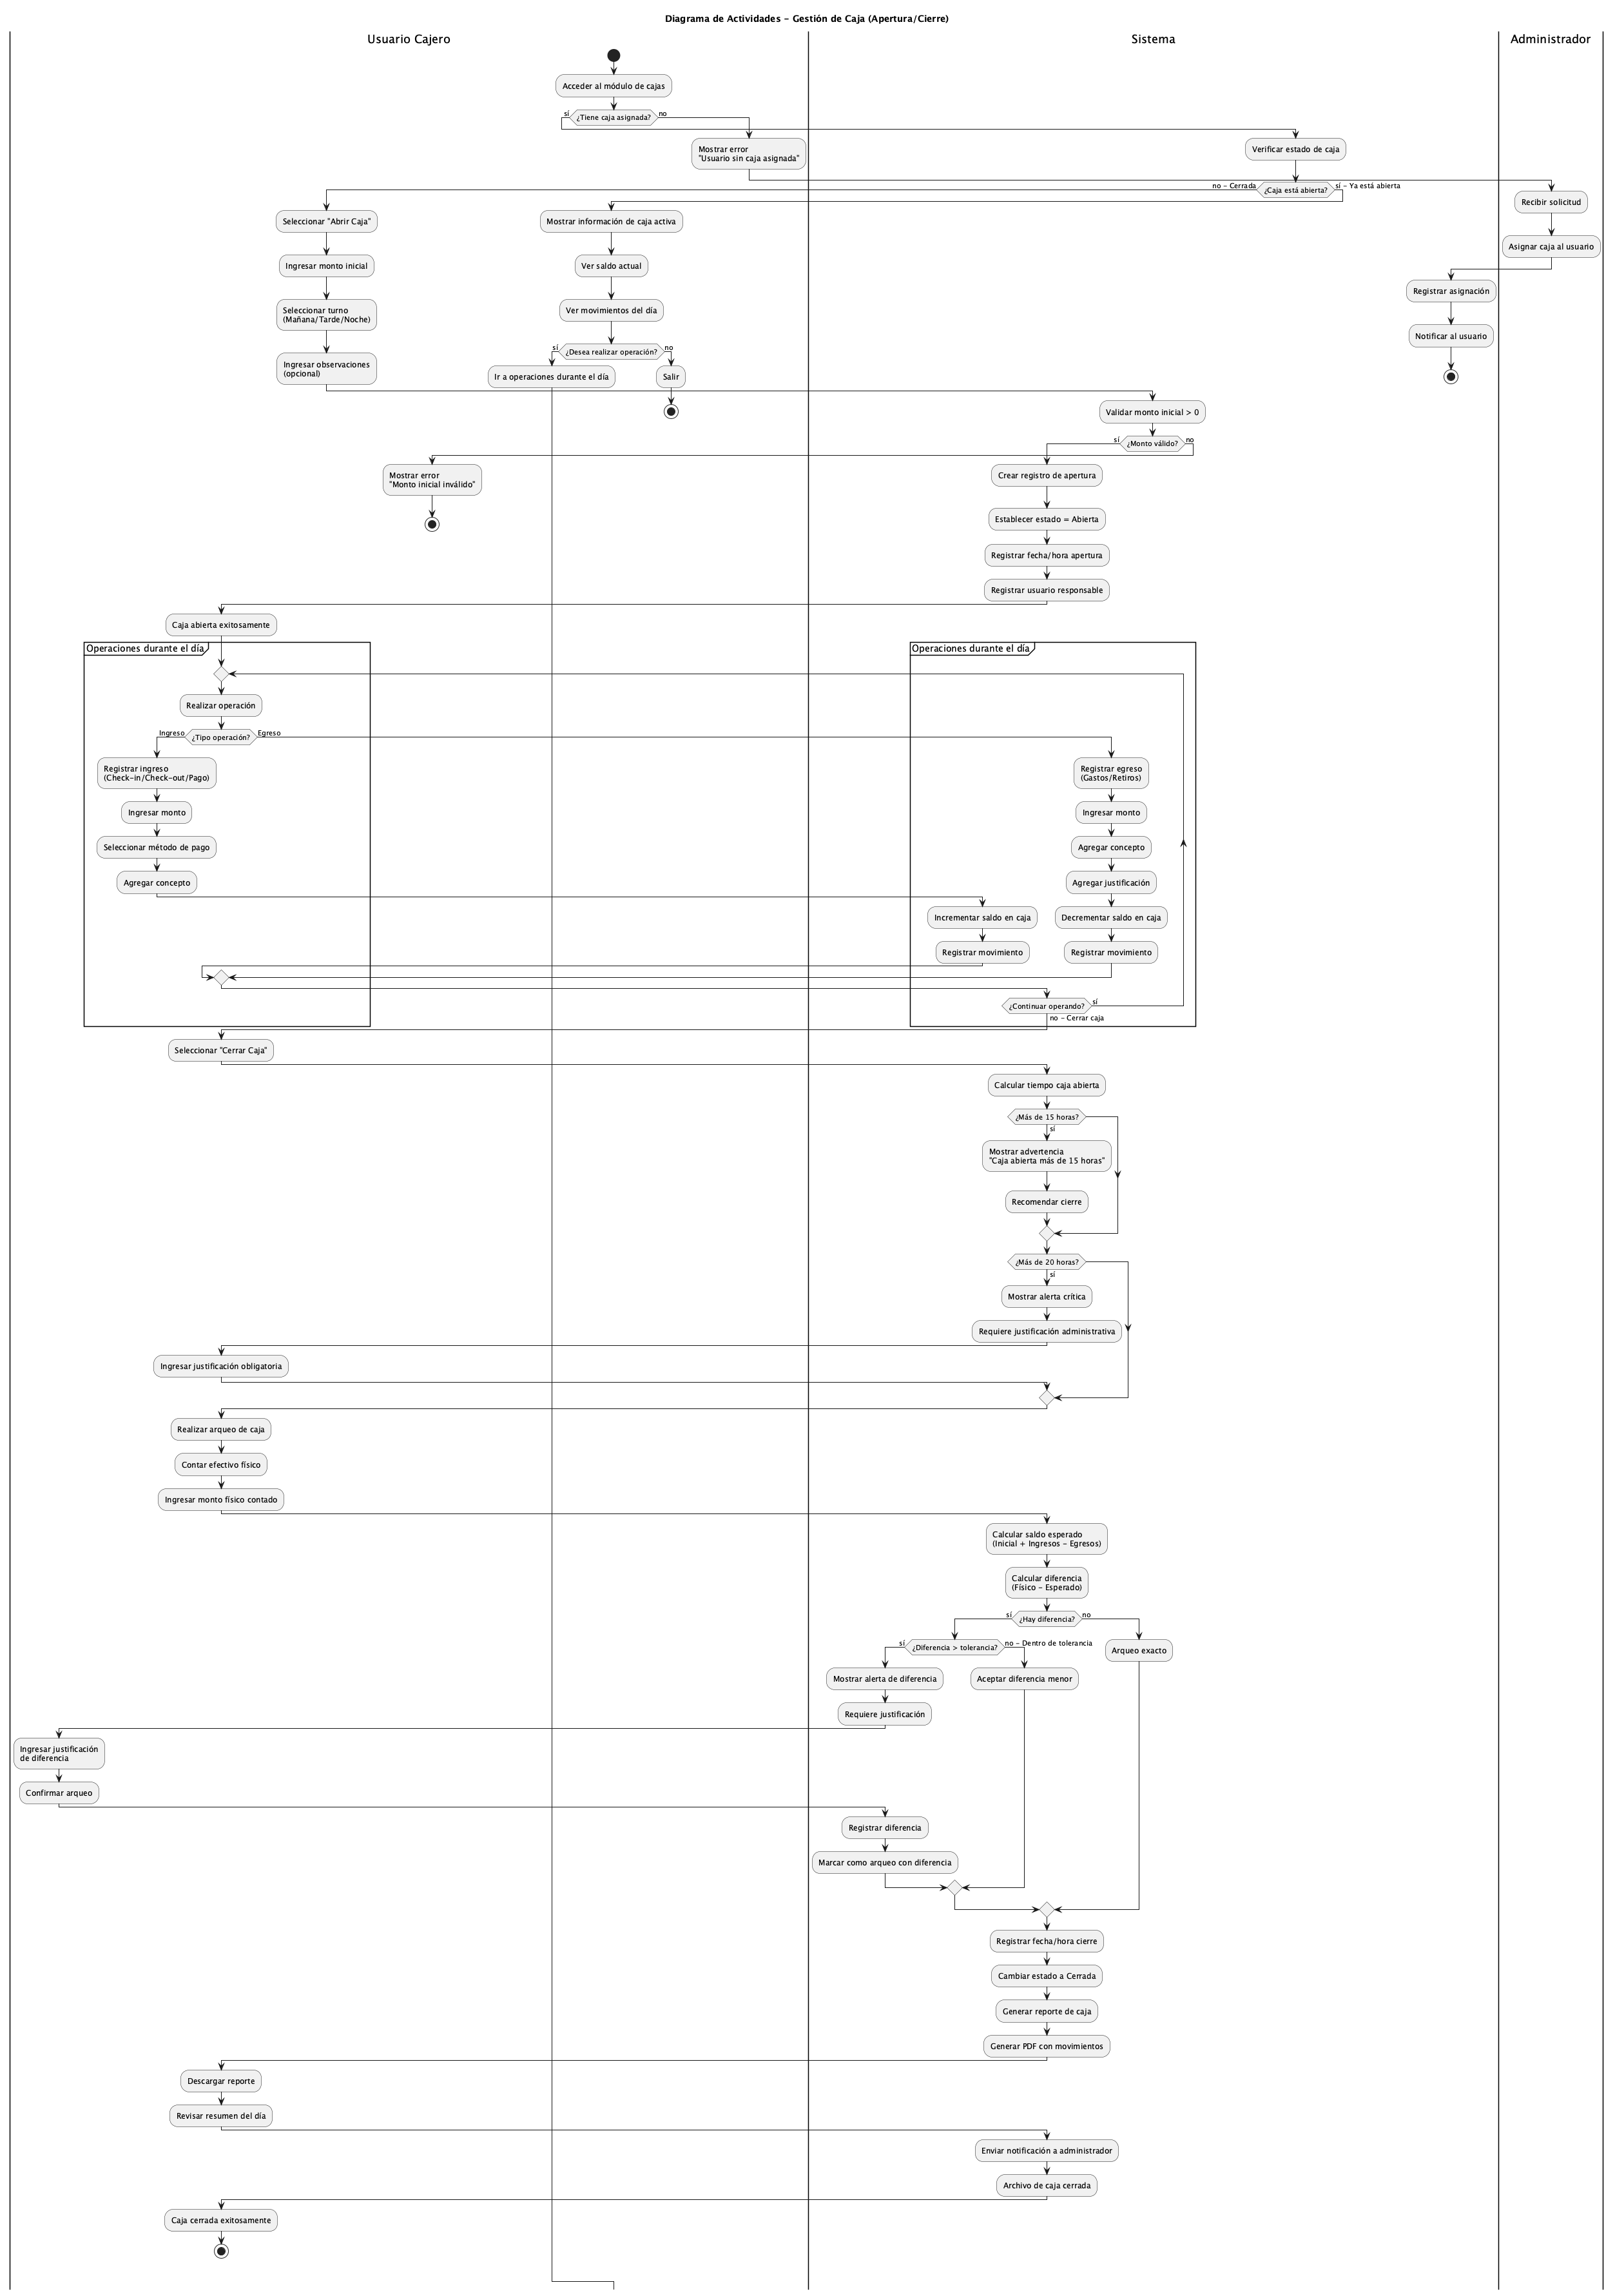 Diagrama de Actividades - Gestión de Caja (Apertura/Cierre)
Usuario Cajero
Sistema
Administrador
Acceder al módulo de cajas
¿Tiene caja asignada?
sí
no
Mostrar error
"Usuario sin caja asignada"
Verificar estado de caja
¿Caja está abierta?
no - Cerrada
sí - Ya está abierta
Recibir solicitud
Asignar caja al usuario
Registrar asignación
Notificar al usuario
Seleccionar "Abrir Caja"
Ingresar monto inicial
Seleccionar turno
(Mañana/Tarde/Noche)
Ingresar observaciones
(opcional)
Mostrar información de caja activa
Ver saldo actual
Ver movimientos del día
¿Desea realizar operación?
sí
no
Ir a operaciones durante el día
Salir
Validar monto inicial > 0
¿Monto válido?
sí
no
Mostrar error
"Monto inicial inválido"
Crear registro de apertura
Establecer estado = Abierta
Registrar fecha/hora apertura
Registrar usuario responsable
Caja abierta exitosamente
Operaciones durante el día
Operaciones durante el día
Realizar operación
¿Tipo operación?
Ingreso
Egreso
Registrar ingreso
(Check-in/Check-out/Pago)
Ingresar monto
Seleccionar método de pago
Agregar concepto
Registrar egreso
(Gastos/Retiros)
Ingresar monto
Agregar concepto
Agregar justificación
Incrementar saldo en caja
Registrar movimiento
Decrementar saldo en caja
Registrar movimiento
¿Continuar operando?
sí
no - Cerrar caja
Seleccionar "Cerrar Caja"
Calcular tiempo caja abierta
¿Más de 15 horas?
sí
Mostrar advertencia
"Caja abierta más de 15 horas"
Recomendar cierre
¿Más de 20 horas?
sí
Mostrar alerta crítica
Requiere justificación administrativa
Ingresar justificación obligatoria
Realizar arqueo de caja
Contar efectivo físico
Ingresar monto físico contado
Calcular saldo esperado
(Inicial + Ingresos - Egresos)
Calcular diferencia
(Físico - Esperado)
¿Hay diferencia?
sí
no
¿Diferencia > tolerancia?
sí
no - Dentro de tolerancia
Arqueo exacto
Mostrar alerta de diferencia
Aceptar diferencia menor
Requiere justificación
Ingresar justificación
de diferencia
Confirmar arqueo
Registrar diferencia
Marcar como arqueo con diferencia
Registrar fecha/hora cierre
Cambiar estado a Cerrada
Generar reporte de caja
Generar PDF con movimientos
Descargar reporte
Revisar resumen del día
Enviar notificación a administrador
Archivo de caja cerrada
Caja cerrada exitosamente